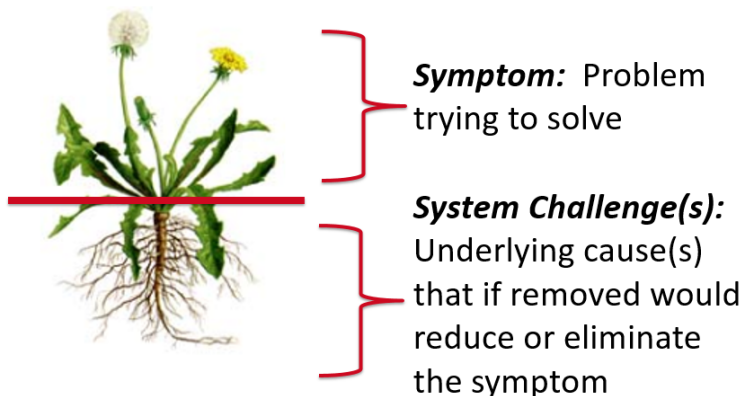 Symptom: Problem
trying to solve
System Challenge(s):
Underlying cause(s)
that if removed would
reduce or eliminate
the symptom